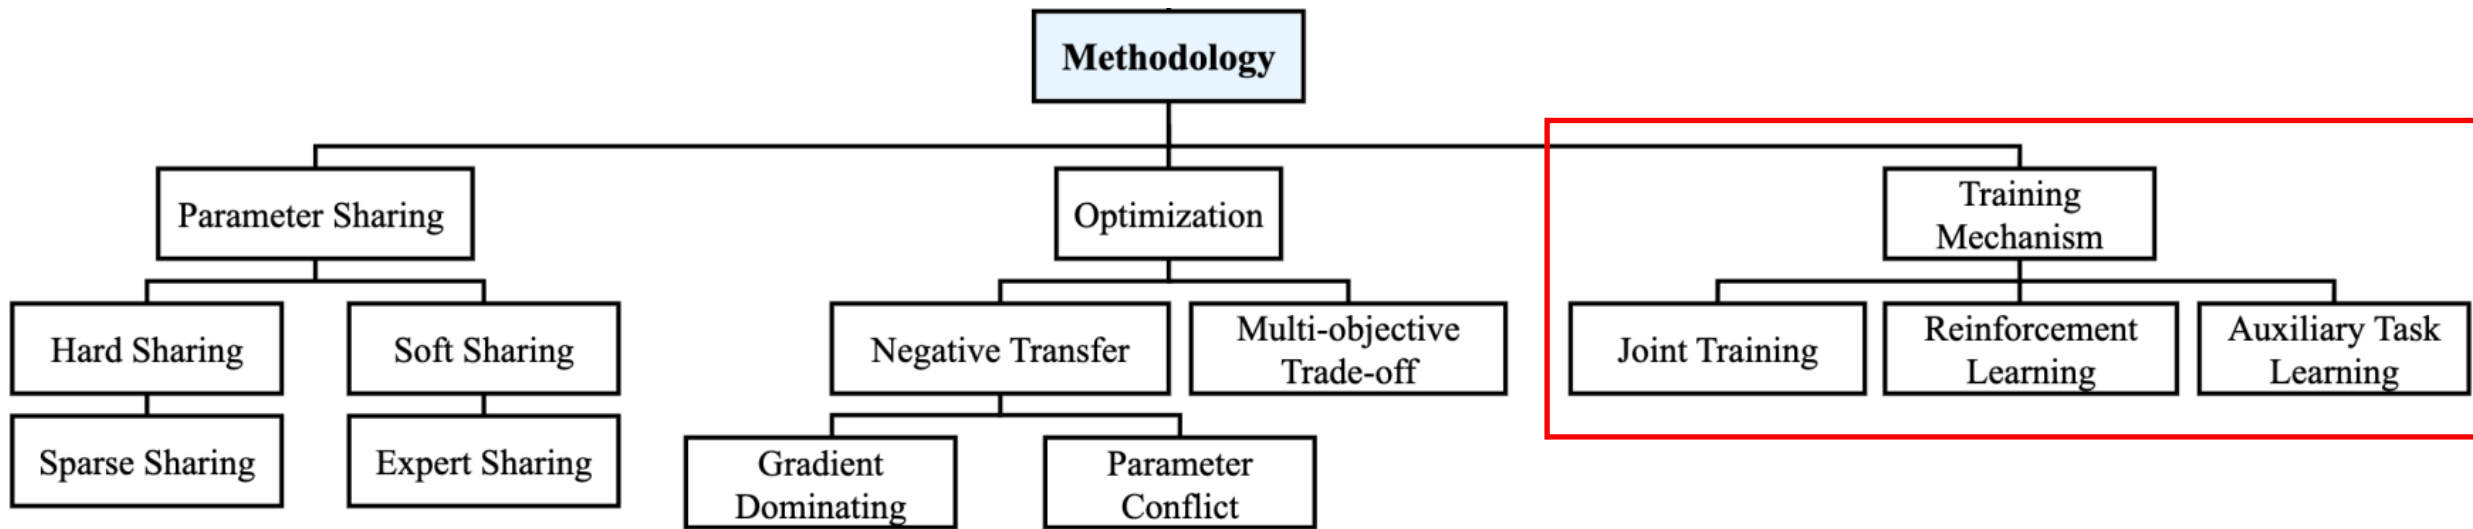 Methodology
Parameter Sharing
Optimization
Training
Mechanism
Hard Sharing
Soft Sharing
Negative Transfer
Multi-objective
Trade-off
Joint Training
Reinforcement
Learning
Auxiliary Task
Learning
Sparse Sharing
Expert Sharing
Gradient
Dominating
Parameter
Conflict